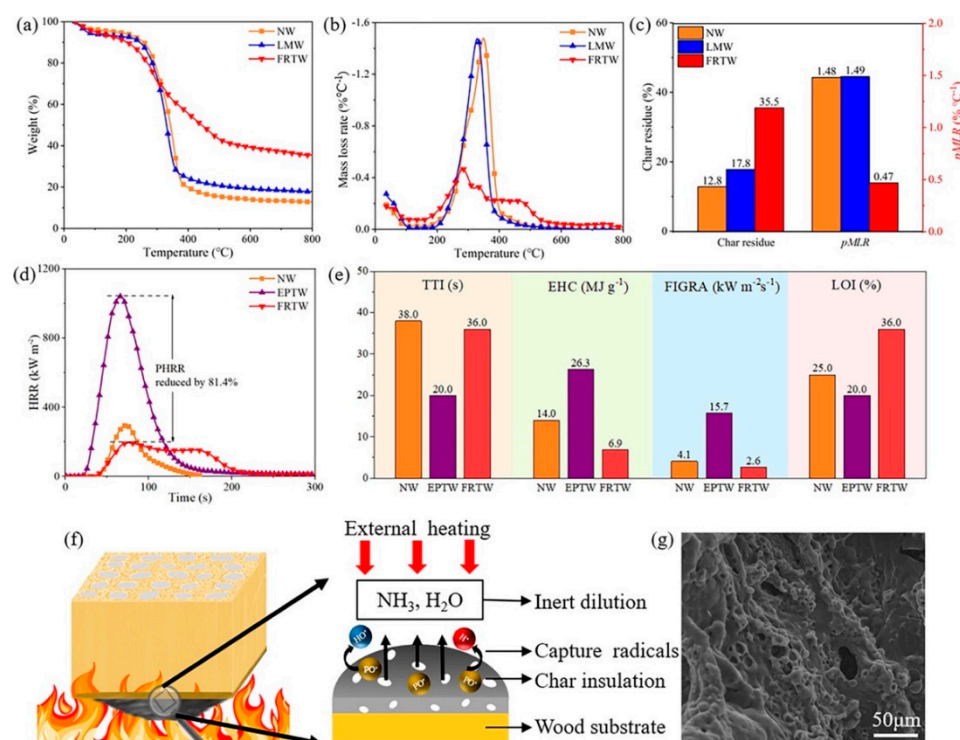 (a)
NW
LMW
FRTW
Weight (%)
100
80
60
40
20
0
0 200 400 600 800
Temperature (℃)
(b)
NW
LMW
FRTW
Mass loss rate (%℃⁻¹)
-1.6
-1.2
-0.8
-0.4
0.0
0 200 400 600 800
Temperature (℃)
(c)
NW
LMW
FRTW
Char residue (%)
60
40
20
0
2.0
1.5
1.0
0.5
0.0
pMLR (% ℃⁻¹)
12.8 17.8 35.5 1.48 1.49 0.47
Char residue pMLR
(d)
NW
EPTW
FRTW
HRR (kW m⁻²)
1200
900
600
300
0
PHRR
reduced by 81.4%
0 100 200 300
Time (s)
(e)
40
30
20
10
0
TTI (s) EHC (MJ g⁻¹) FIGRA (kW m⁻²s⁻¹) LOI (%)
38.0 20.0 36.0 14.0 26.3 6.9 4.1 15.7 2.6 25.0 20.0 36.0
NW EPTW FRTW NW EPTW FRTW NW EPTW FRTW NW EPTW FRTW
(f)
External heating
NH₃, H₂O
Inert dilution
HO•
H•
Capture radicals
PO•
PO•
PO•
Char insulation
Wood substrate
(g)
50μm